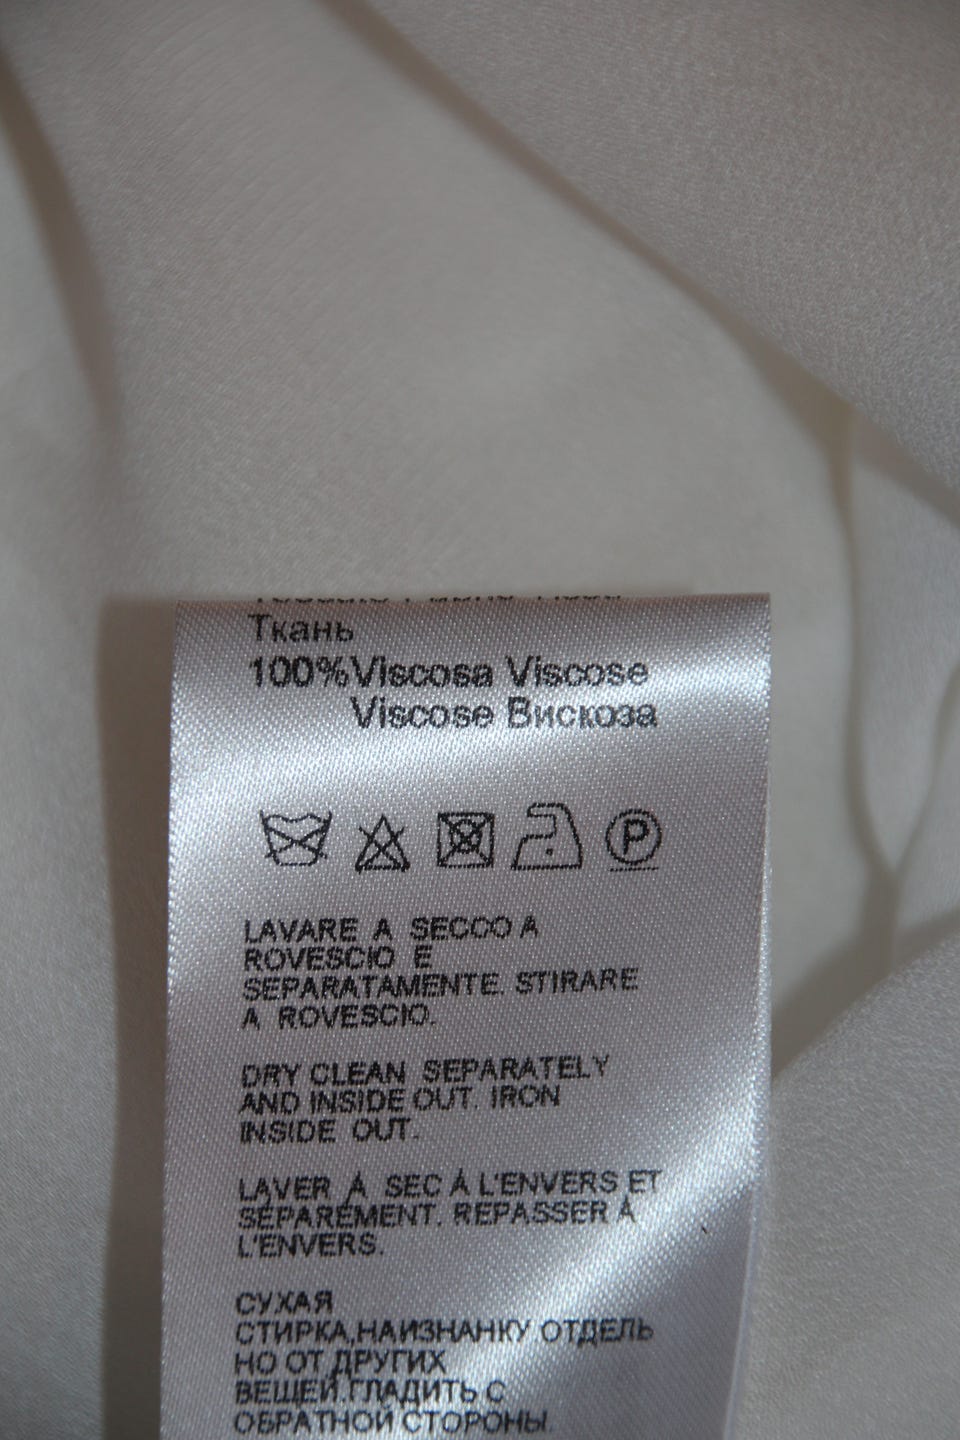 Ткань
100%Viscosa Viscose
Viscose Вискоза
P
LAVARE A SECCO A
ROVESCIO E
SEPARATAMENTE. STIRARE
A ROVESCIO.
DRY CLEAN SEPARATELY
AND INSIDE OUT. IRON
INSIDE OUT.
LAVER À SEC À L'ENVERS ET
SÉPARÉMENT. REPASSER À
L'ENVERS.
СУХАЯ
СТИРКА,НАИЗНАНКУ ОТДЕЛЬ
НО ОТ ДРУГИХ
ВЕЩЕЙ.ГЛАДИТЬ С
ОБРАТНОЙ СТОРОНЫ.